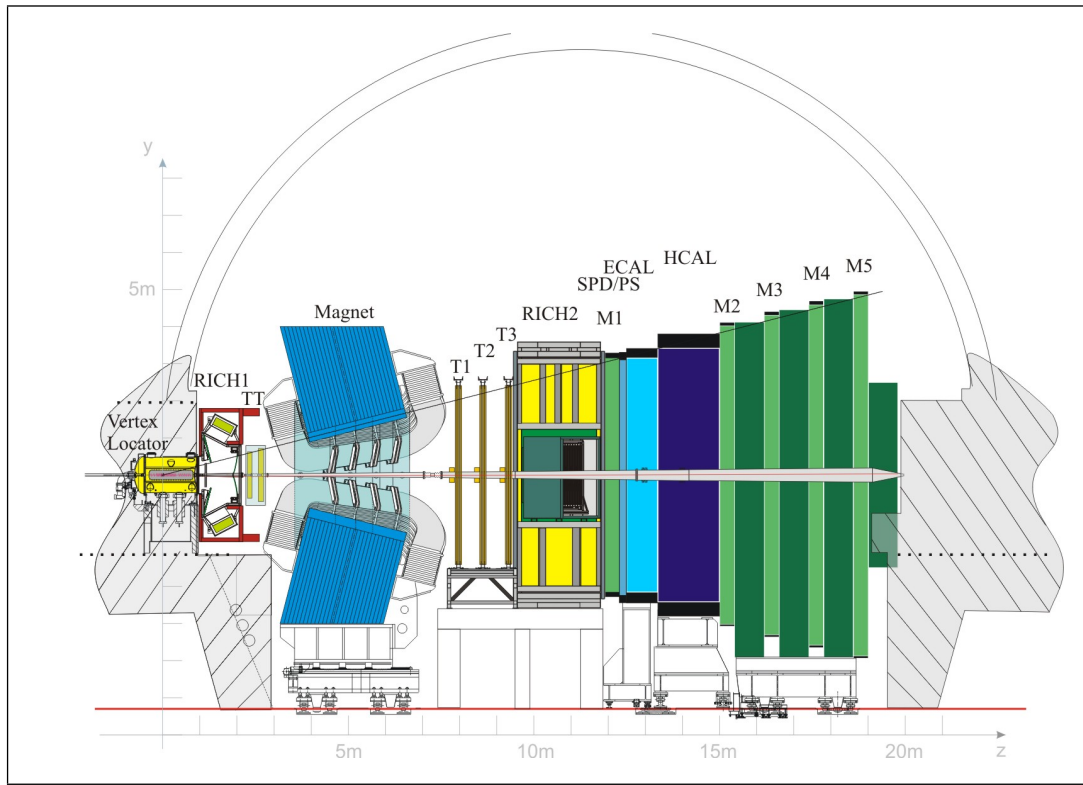 y
5m
Vertex
Locator
RICH1
TT
Magnet
T1
T2
T3
RICH2
M1
SPD/PS
ECAL
HCAL
M2
M3
M4
M5
5m
10m
15m
20m
z